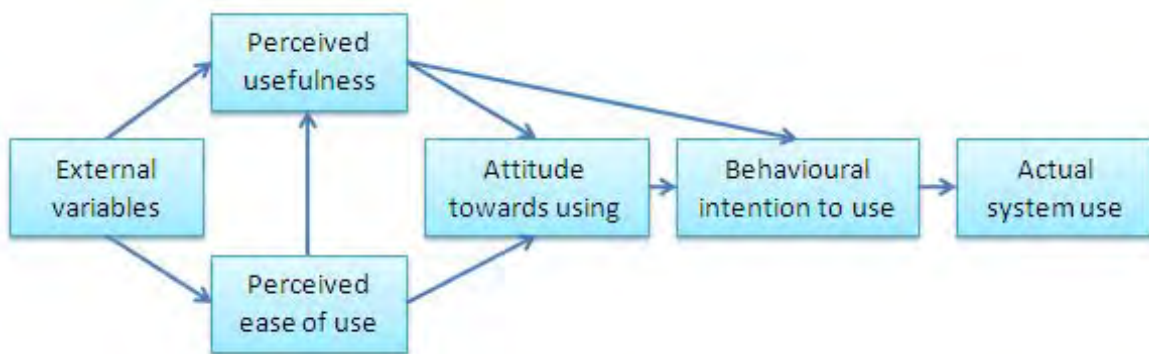 Perceived
usefulness
External
variables
Attitude
towards using
Behavioural
intention to use
Actual
system use
Perceived
ease of use